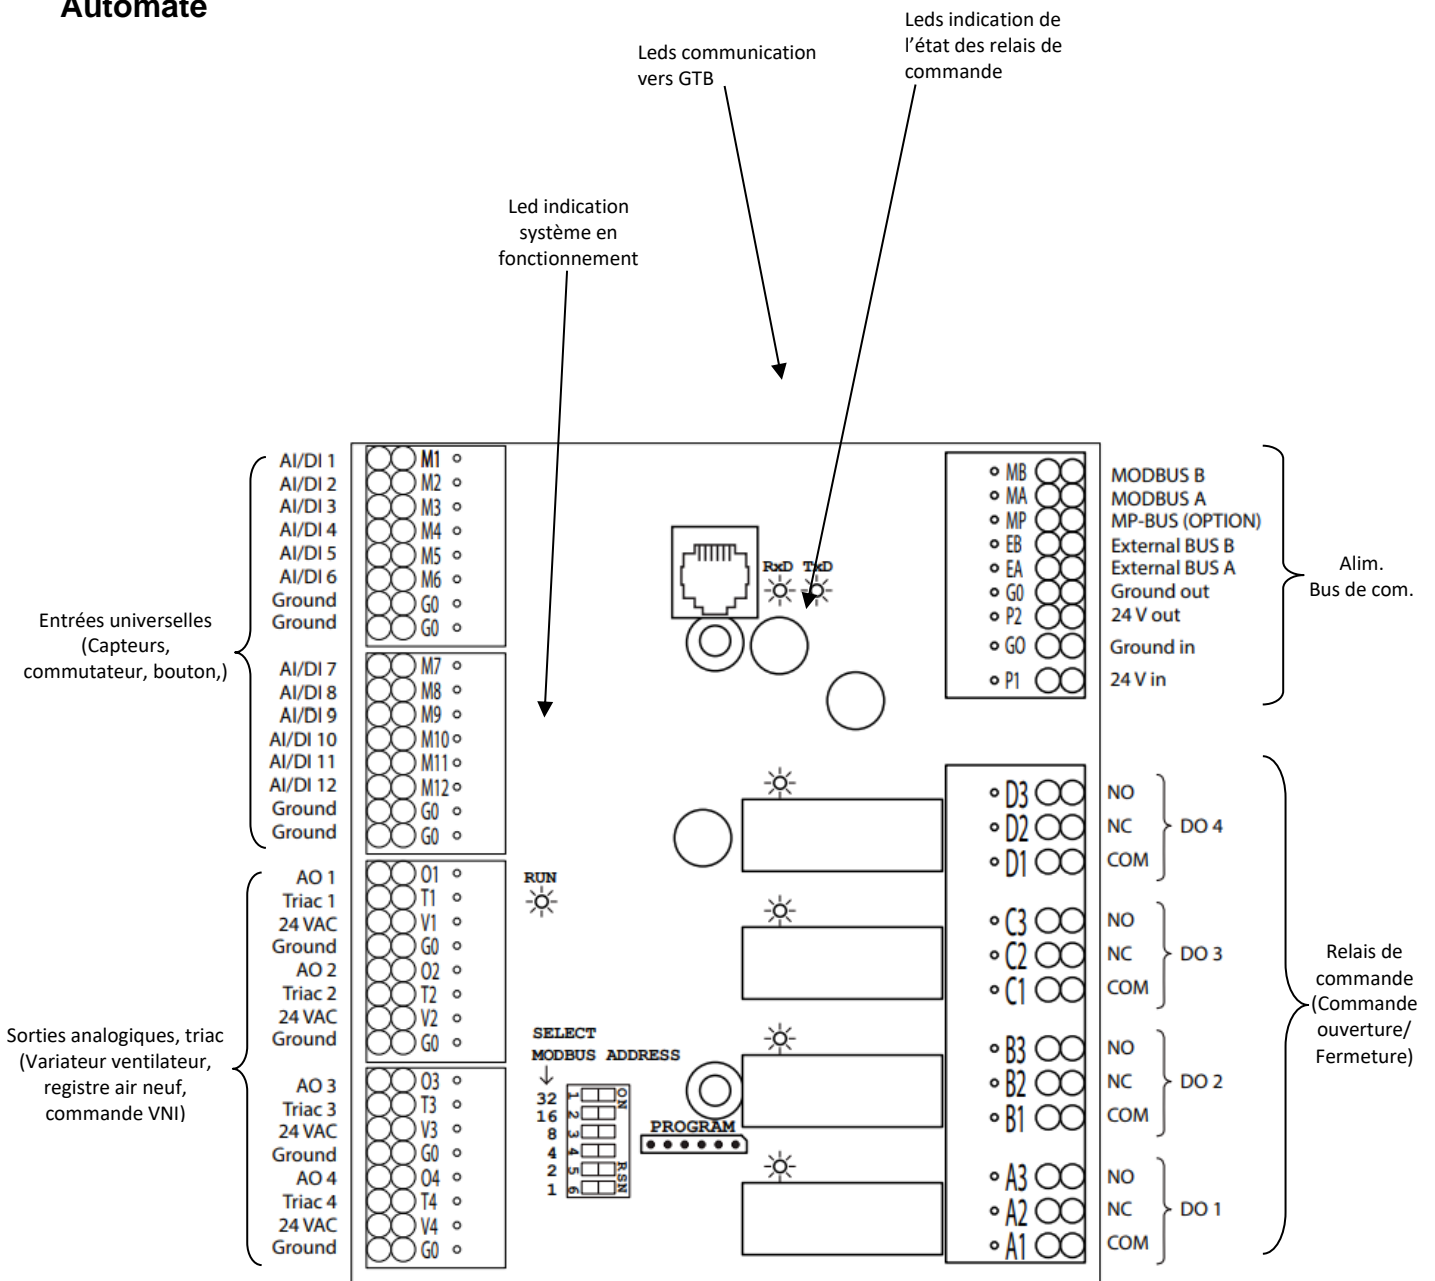 Automate
Leds indication de
l'état des relais de
commande
Leds communication
vers GTB
Led indication
système en
fonctionnement
Entrées universelles
(Capteurs,
commutateur, bouton,)
AI/DI 1 M1
AI/DI 2 M2
AI/DI 3 M3
AI/DI 4 M4
AI/DI 5 M5
AI/DI 6 M6
Ground G0
Ground G0
AI/DI 7 M7
AI/DI 8 M8
AI/DI 9 M9
AI/DI 10 M10
AI/DI 11 M11
AI/DI 12 M12
Ground G0
Ground G0
Sorties analogiques, triac
(Variateur ventilateur,
registre air neuf,
commande VNI)
AO 1 O1
Triac 1 T1
24 VAC V1
Ground G0
AO 2 O2
Triac 2 T2
24 VAC V2
Ground G0
AO 3 O3
Triac 3 T3
24 VAC V3
Ground G0
AO 4 O4
Triac 4 T4
24 VAC V4
Ground G0
RxD TxD
RUN
SELECT
MODBUS ADDRESS
32 1 ON
16 2
8 3
4 4
2 5 RSN
1 6
PROGRAM
MB MODBUS B
MA MODBUS A
MP MP-BUS (OPTION)
EB External BUS B
EA External BUS A
G0 Ground out
P2 24 V out
GO Ground in
P1 24 V in
Alim.
Bus de com.
D3 NO
D2 NC DO 4
D1 COM
C3 NO
C2 NC DO 3
C1 COM
B3 NO
B2 NC DO 2
B1 COM
A3 NO
A2 NC DO 1
A1 COM
Relais de
commande
(Commande
ouverture/
Fermeture)